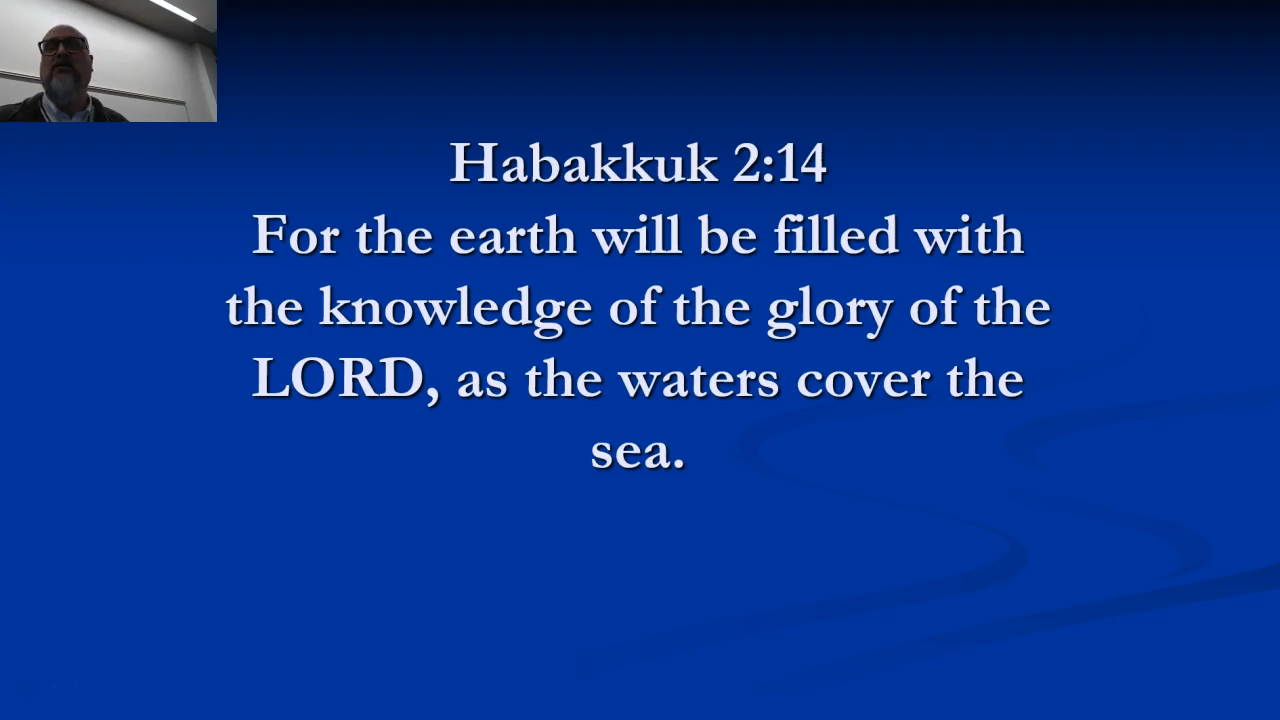 Habakkuk 2:14
For the earth will be filled with
the knowledge of the glory of the
LORD, as the waters cover the
sea.